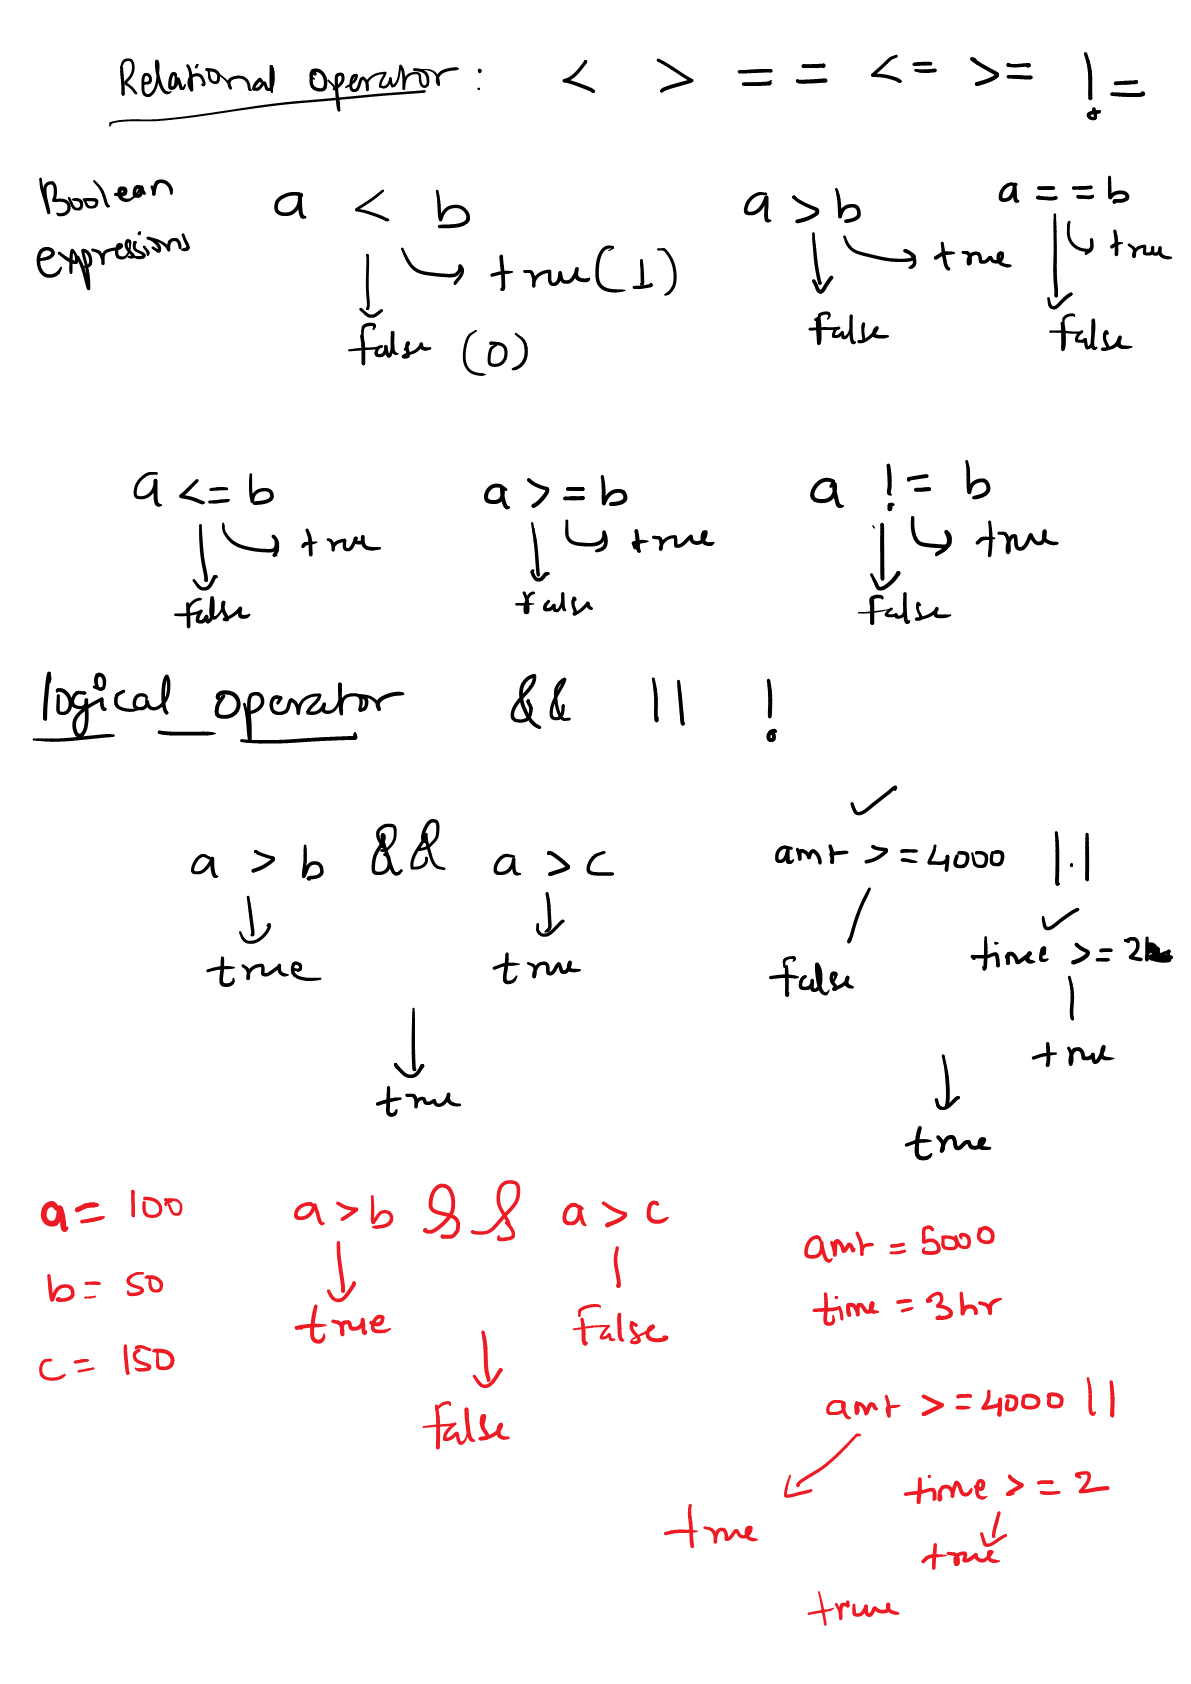 Relational operator : < > == <= >= !=
Boolean expressions
a < b
true (1)
false (0)
a > b
true
false
a == b
true
false
a <= b
true
false
a >= b
true
false
a != b
true
false
logical operator && || !
a > b && a > c
true true
true
amt >= 4000 ||
time >= 2
false
true
true
a = 100
b = 50
c = 150
a > b && a > c
true False
false
amt = 5000
time = 3hr
amt >= 4000 ||
time >= 2
true
true
true